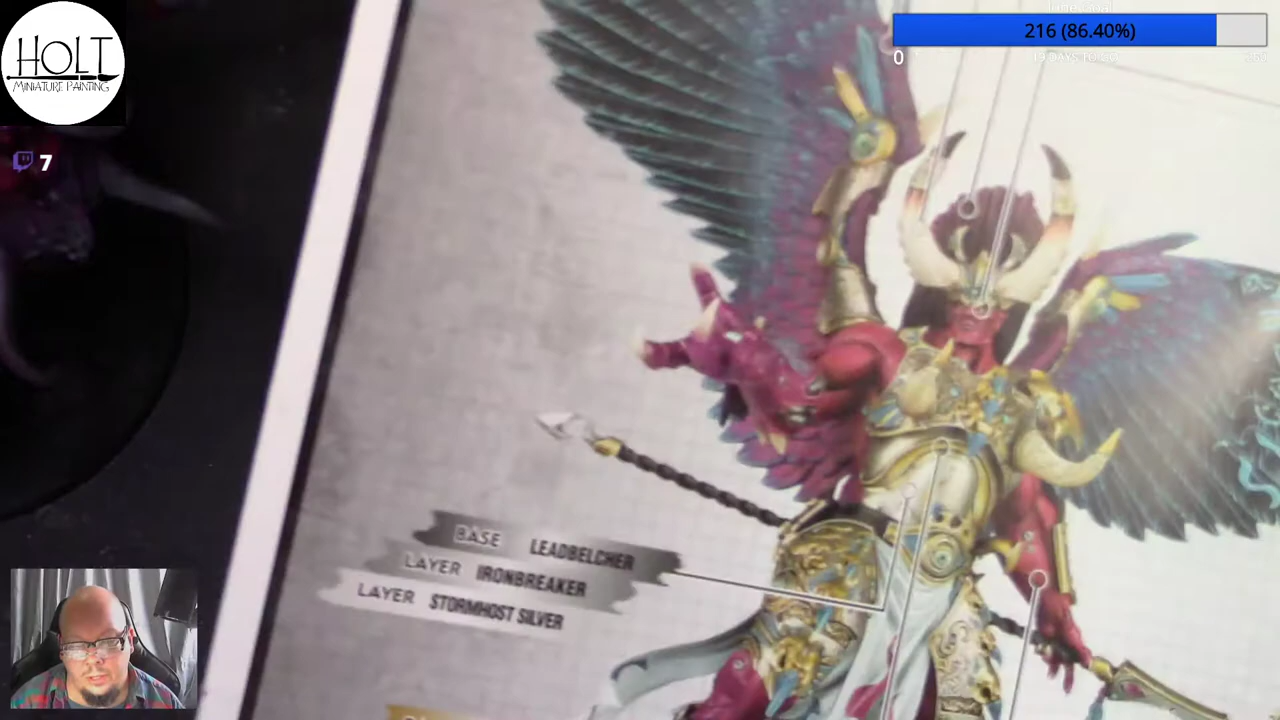 HOLT
MINIATURE PAINTING
216 (86.40%)
0
7
BASE LEADBELCHER
LAYER IRONBREAKER
LAYER STORMHOST SILVER